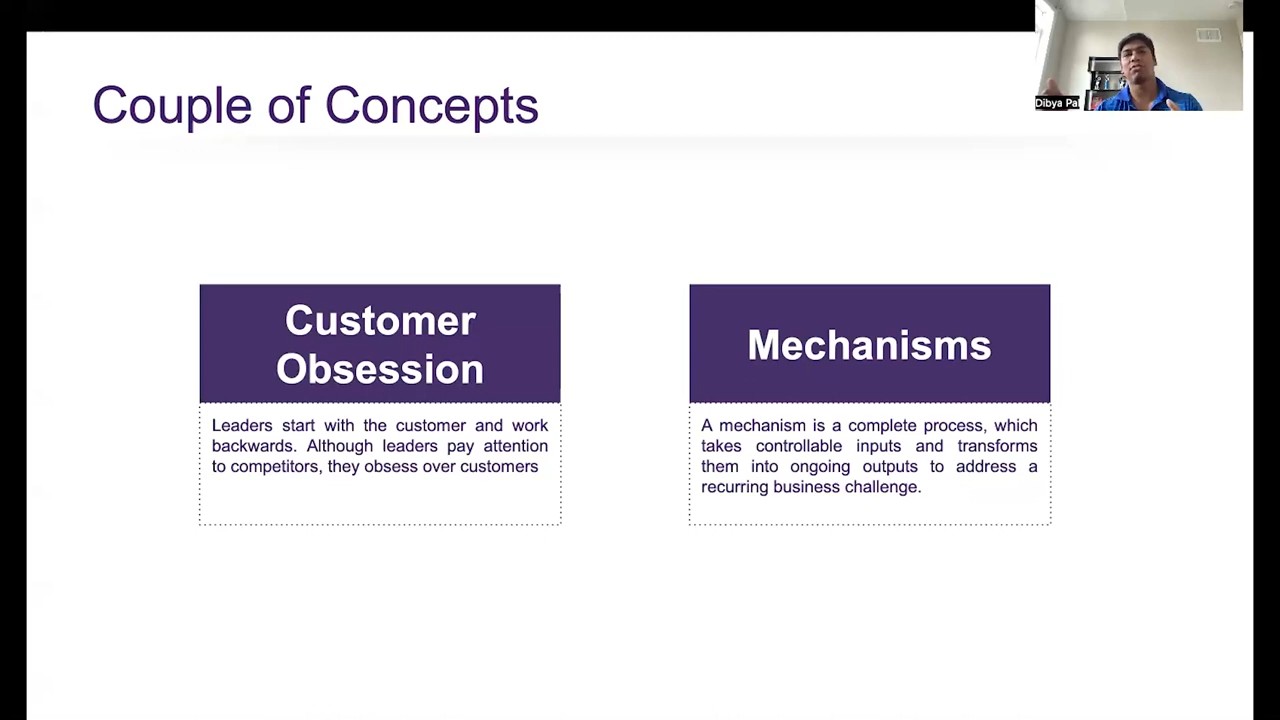 Couple of Concepts
Dibya Pa
Customer
Obsession
Leaders start with the customer and work
backwards. Although leaders pay attention
to competitors, they obsess over customers
Mechanisms
A mechanism is a complete process, which
takes controllable inputs and transforms
them into ongoing outputs to address a
recurring business challenge.